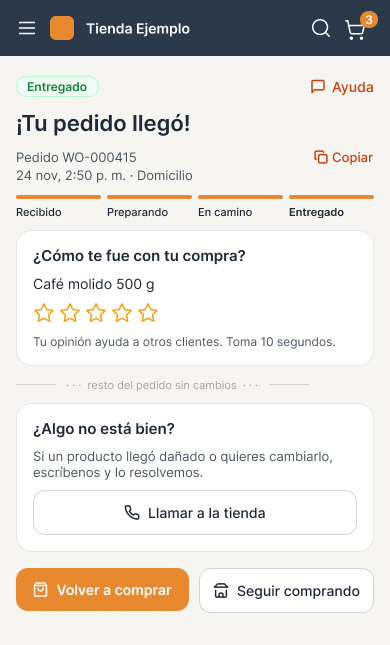 Tienda Ejemplo
3
Entregado
Ayuda
¡Tu pedido llegó!
Pedido WO-000415
Copiar
24 nov, 2:50 p. m. · Domicilio
Recibido
Preparando
En camino
Entregado
¿Cómo te fue con tu compra?
Café molido 500 g
Tu opinión ayuda a otros clientes. Toma 10 segundos.
· · · resto del pedido sin cambios · · ·
¿Algo no está bien?
Si un producto llegó dañado o quieres cambiarlo,
escríbenos y lo resolvemos.
Llamar a la tienda
Volver a comprar
Seguir comprando